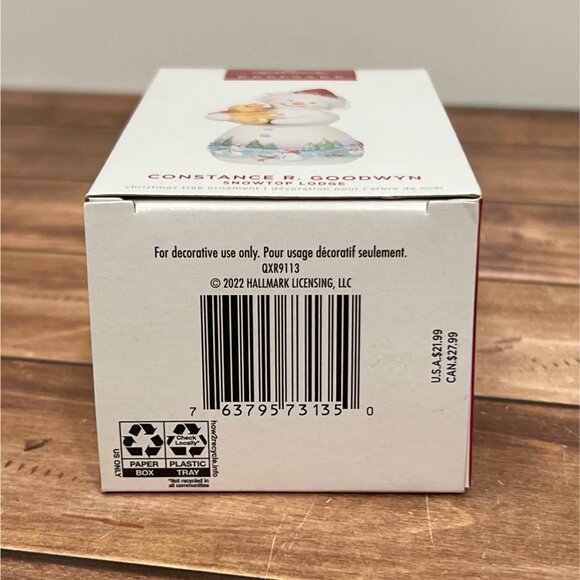 KEEPSAKE
CONSTANCE R. GOODWYN
SNOWTOP LODGE
christmas tree ornament | décoration pour l'arbre de noël
For decorative use only. Pour usage décoratif seulement.
QXR9113
© 2022 HALLMARK LICENSING, LLC
7 63795 73135 0
U.S.A.$21.99
CAN.$27.99
US ONLY
PAPER
BOX
Check
Locally*
PLASTIC
TRAY
*Not recycled in
all communities
how2recycle.info